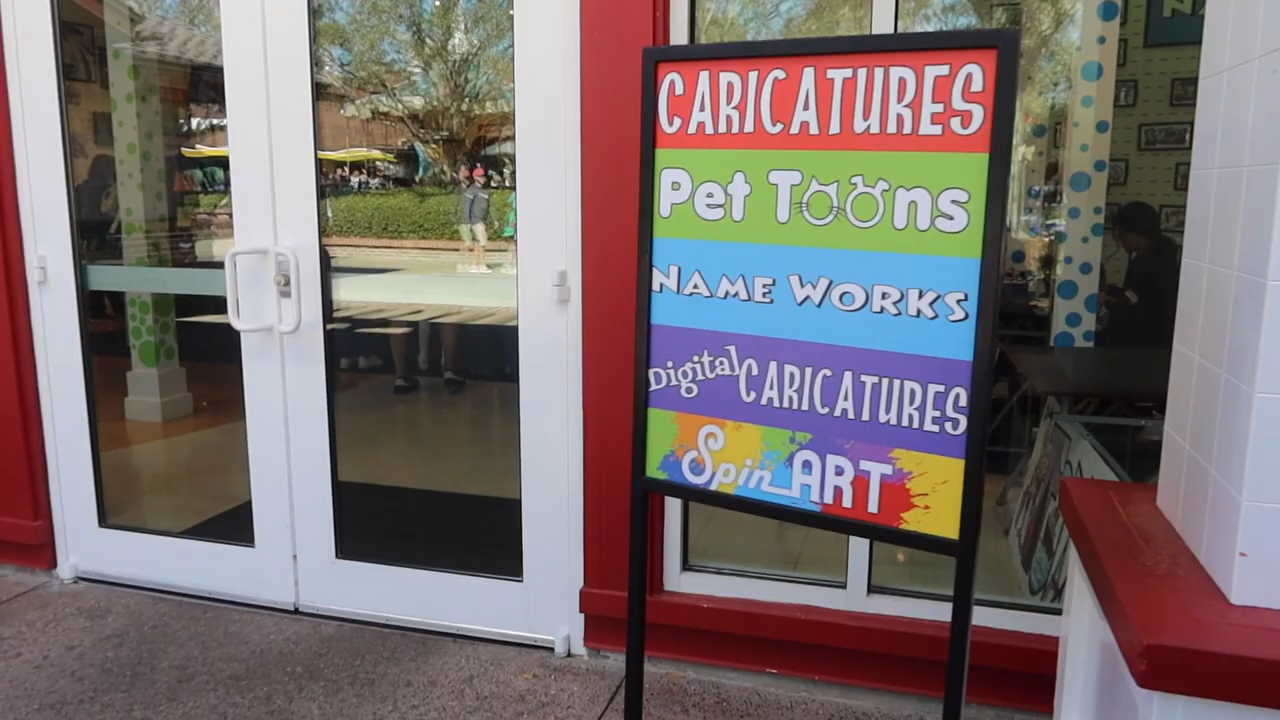 CARICATURES
Pet Toons
NAME WORKS
Digital CARICATURES
Spin ART